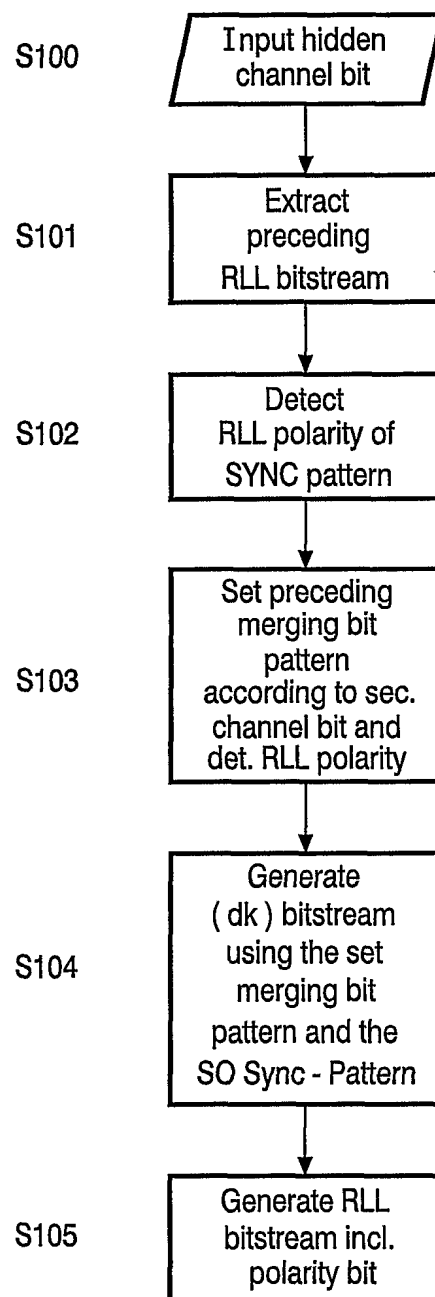 S100
Input hidden
channel bit
S101
Extract
preceding
RLL bitstream
S102
Detect
RLL polarity of
SYNC pattern
S103
Set preceding
merging bit
pattern
according to sec.
channel bit and
det. RLL polarity
S104
Generate
( dk ) bitstream
using the set
merging bit
pattern and the
SO Sync - Pattern
S105
Generate RLL
bitstream incl.
polarity bit